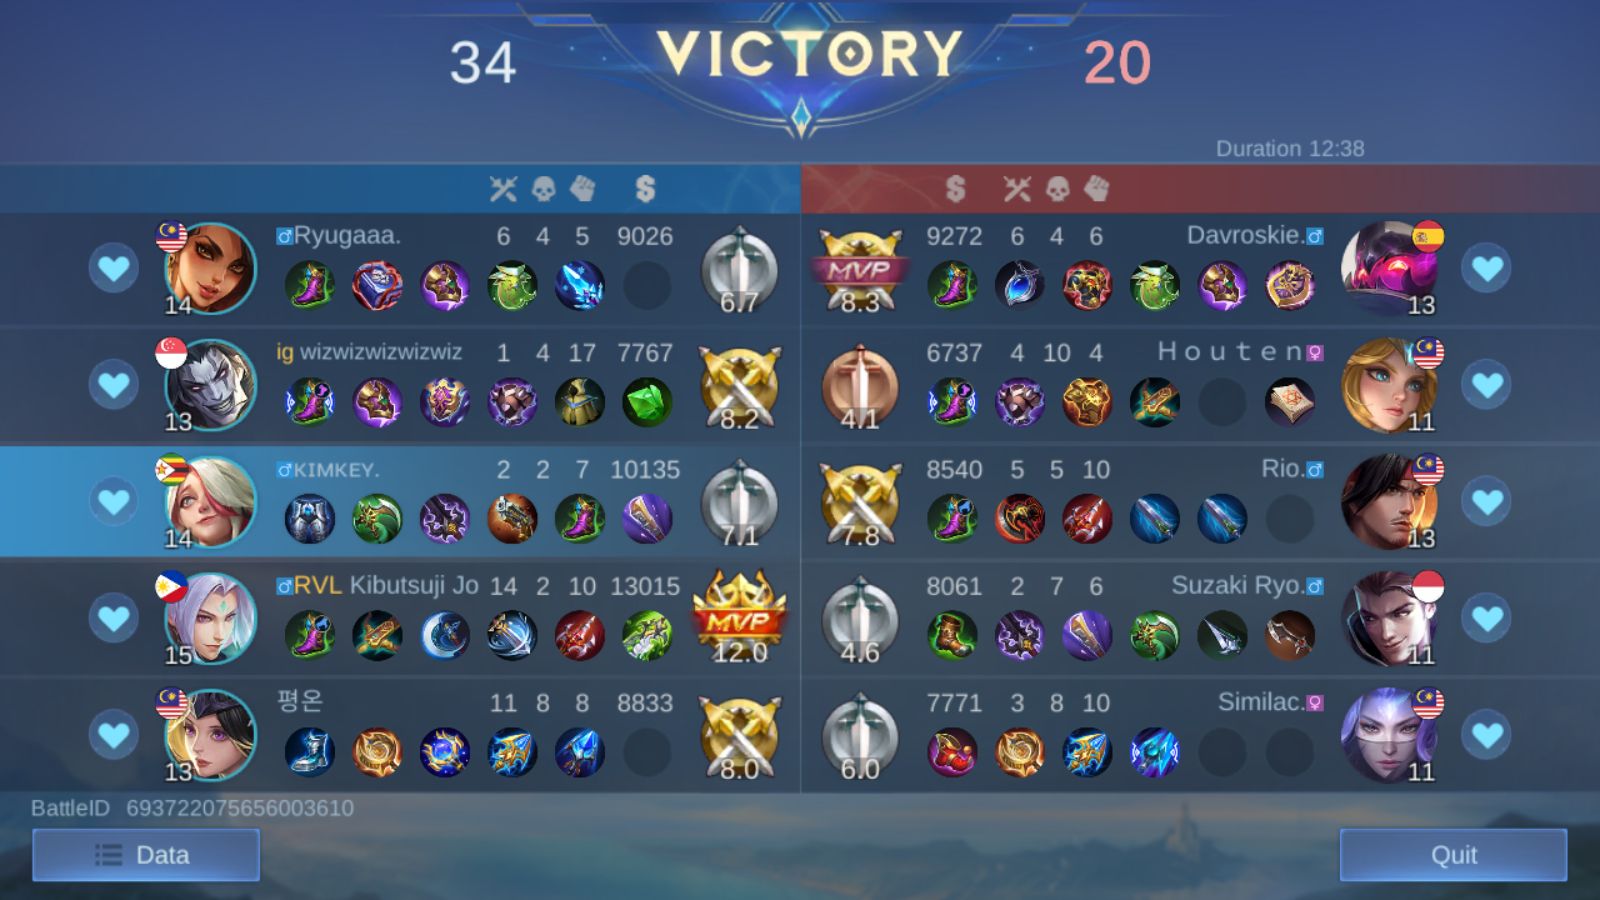 34 VICTORY 20
Duration 12:38
Ryugaaa. 6 4 5 9026
14 6.7
MVP 9272 6 4 6 Davroskie.
8.3 13
ig wizwizwizwizwiz 1 4 17 7767
13 8.2
6737 4 10 4 Houten
4.1 11
KIMKEY. 2 2 7 10135
14 7.1
8540 5 5 10 Rio.
7.8 13
RVL Kibutsuji Jo 14 2 10 13015
MVP
15 12.0
8061 2 7 6 Suzaki Ryo.
4.6 11
평온 11 8 8 8833
13 8.0
7771 3 8 10 Similac.
6.0 11
BattleID 693722075656003610
Data
Quit